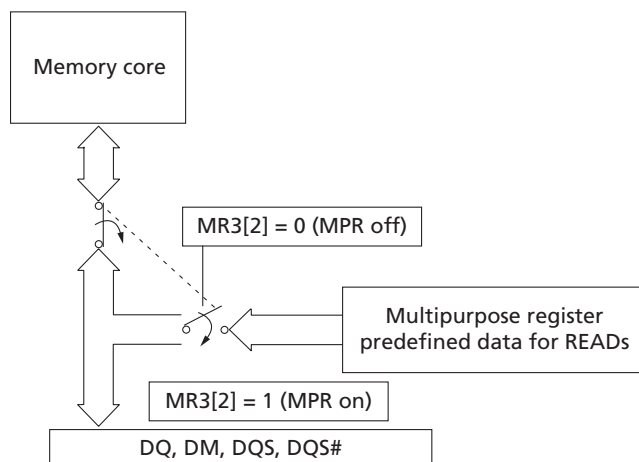 Memory core
MR3[2] = 0 (MPR off)
Multipurpose register
predefined data for READs
MR3[2] = 1 (MPR on)
DQ, DM, DQS, DQS#